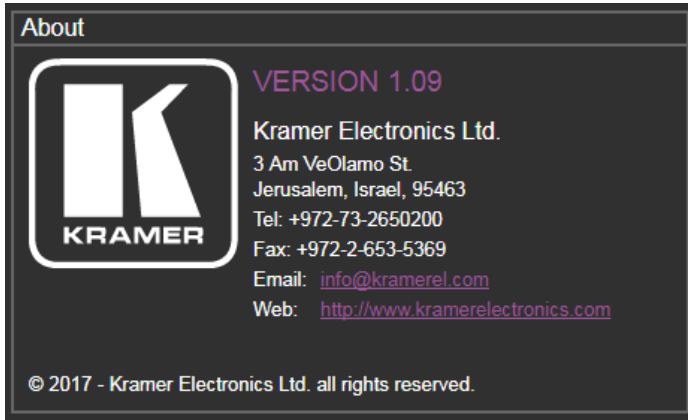 About
VERSION 1.09
Kramer Electronics Ltd.
3 Am VeOlamo St.
Jerusalem, Israel, 95463
Tel: +972-73-2650200
Fax: +972-2-653-5369
Email: info@kramerel.com
Web: http://www.kramerelectronics.com
KRAMER
© 2017 - Kramer Electronics Ltd. all rights reserved.